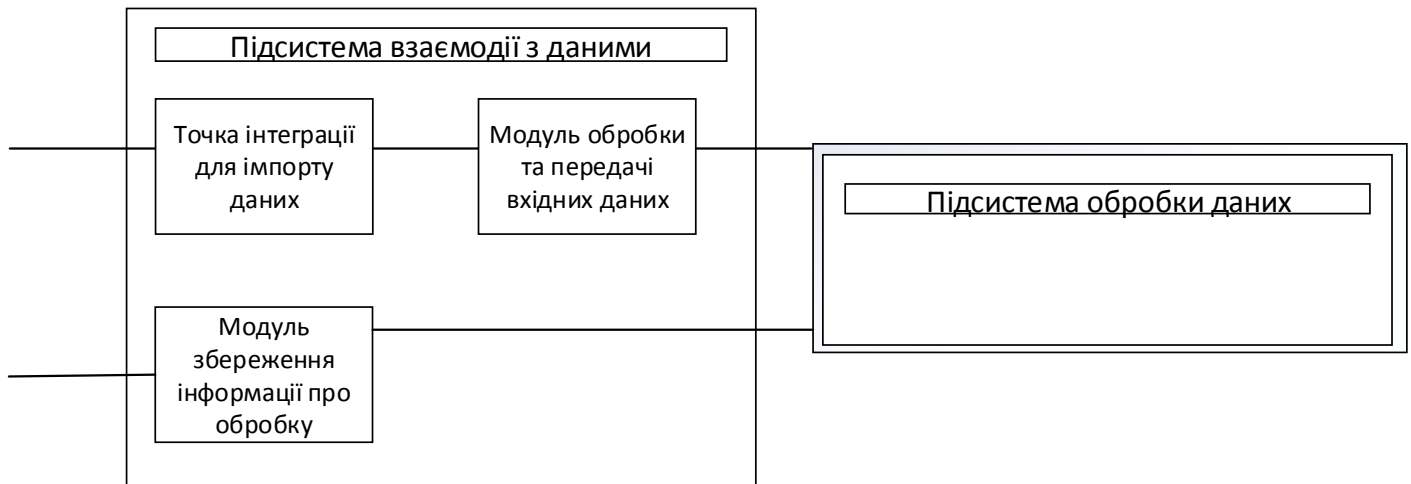 Підсистема взаємодії з даними
Точка інтеграції
для імпорту
даних
Модуль обробки
та передачі
вхідних даних
Підсистема обробки даних
Модуль
збереження
інформації про
обробку